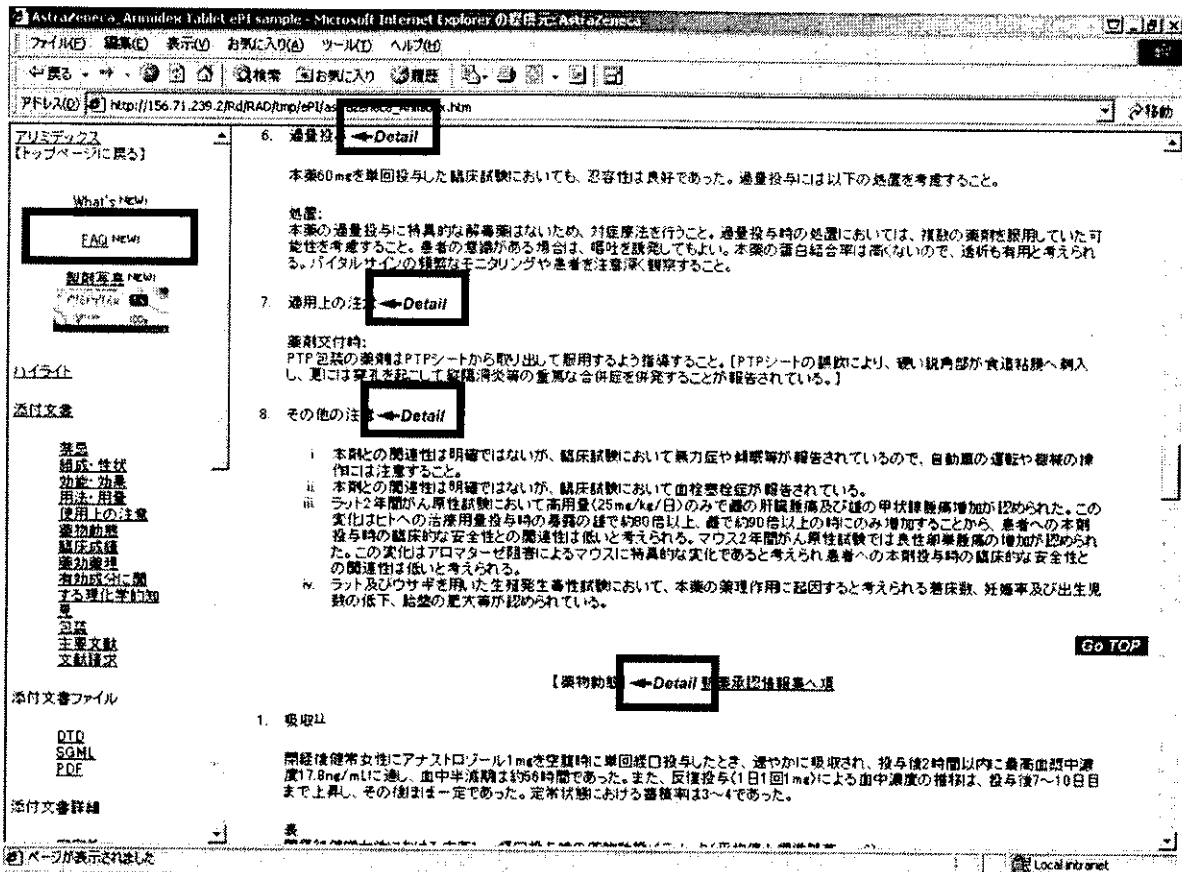 AstraZeneca_Arimidex Tablet ePI sample - Microsoft Internet Explorer の提供元: AstraZeneca
ファイル(F) 編集(E) 表示(V) お気に入り(A) ツール(T) ヘルプ(H)
戻る 検索 お気に入り 履歴
アドレス(D) http://156.71.239.2/Rd/RAD/tmp/ePI/as 移動
アリミデックス
【トップページに戻る】
What's NEW!
FAQ NEW!
製剤写真 NEW!
ハイライト
添付文書
禁忌
組成・性状
効能・効果
用法・用量
使用上の注意
薬物動態
臨床成績
薬効薬理
有効成分に関
する理化学的知
見
包装
主要文献
文献請求
添付文書ファイル
DTD
SGML
PDF
添付文書詳細
6. 過量投与 Detail
本薬60mgを単回投与した臨床試験においても、忍容性は良好であった。過量投与には以下の処置を考慮すること。
処置:
本薬の過量投与に特異的な解毒薬はないため、対症療法を行うこと。過量投与時の処置においては、複数の薬剤を服用していた可
能性を考慮すること。患者の意識がある場合は、嘔吐を誘発してもよい。本薬の蛋白結合率は高くないので、透析も有用と考えられ
る。バイタルサインの頻繁なモニタリングや患者を注意深く観察すること。
7. 適用上の注意 Detail
薬剤交付時:
PTP包装の薬剤はPTPシートから取り出して服用するよう指導すること。[PTPシートの誤飲により、硬い鋭角部が食道粘膜へ刺入
し、更には穿孔を起こして縦隔洞炎等の重篤な合併症を併発することが報告されている。]
8. その他の注意 Detail
i 本剤との関連性は明確ではないが、臨床試験において無力症や傾眠等が報告されているので、自動車の運転や機械の操
作には注意すること。
ii. 本剤との関連性は明確ではないが、臨床試験において血栓塞栓症が報告されている。
iii. ラット2年間がん原性試験において高用量(25mg/kg/日)のみで雌の肝臓腫瘍及び雄の甲状腺腫瘍増加が認められた。この
変化はヒトへの治療用量投与時の暴露の雄で約80倍以上、雌で約90倍以上の時にのみ増加することから、患者への本剤
投与時の臨床的な安全性との関連性は低いと考えられる。マウス2年間がん原性試験では良性卵巣腫瘍の増加が認められ
た。この変化はアロマターゼ阻害によるマウスに特異的な変化であると考えられ患者への本剤投与時の臨床的な安全性と
の関連性は低いと考えられる。
iv. ラット及びウサギを用いた生殖発生毒性試験において、本薬の薬理作用に起因すると考えられる着床数、妊娠率及び出生児
数の低下、胎盤の肥大等が認められている。
Go TOP
【薬物動態】 Detail 新薬承認情報集へ項
1. 吸収1)
閉経後健常女性にアナストロゾール1mgを空腹時に単回経口投与したとき、速やかに吸収され、投与後2時間以内に最高血漿中濃
度17.8ng/mLに達し、血中半減期は約56時間であった。また、反復投与(1日1回1mg)による血中濃度の推移は、投与後7～10日目
まで上昇し、その後ほぼ一定であった。定常状態における蓄積率は3～4であった。
表
ページが表示されました
Local intranet